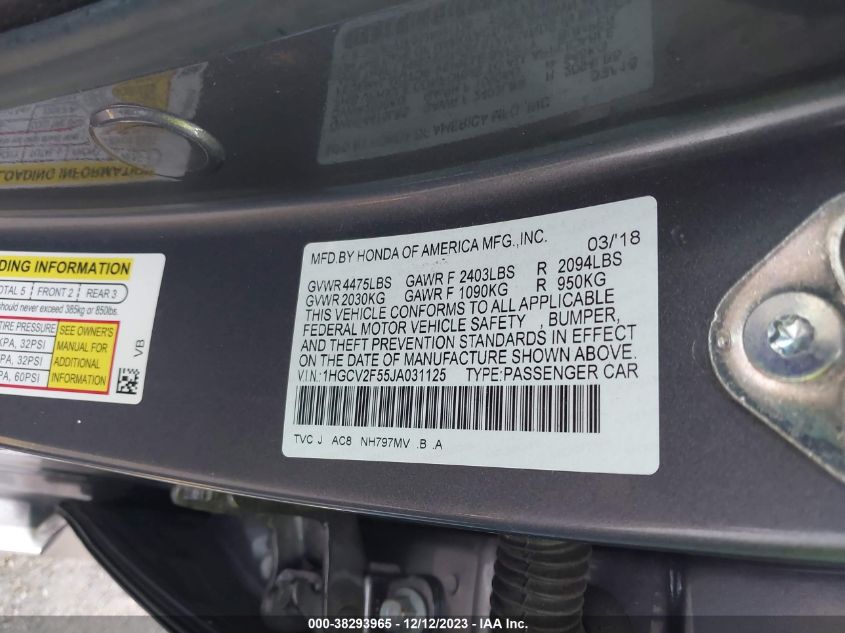 MFD.BY HONDA OF AMERICA MFG.,INC. 03/'18
GVWR 4475LBS GAWR F 2403LBS R 2094LBS
GVWR 2030KG GAWR F 1090KG R 950KG
THIS VEHICLE CONFORMS TO ALL APPLICABLE
FEDERAL MOTOR VEHICLE SAFETY , BUMPER,
AND THEFT PREVENTION STANDARDS IN EFFECT
ON THE DATE OF MANUFACTURE SHOWN ABOVE.
V.I.N.:1HGCV2F55JA031125 TYPE:PASSENGER CAR
TVC J AC8 NH797MV .B .A
DING INFORMATION
OTAL 5 FRONT 2 REAR 3
hould never exceed 385kg or 850lbs.
TIRE PRESSURE
KPA, 32PSI
PA, 32PSI
PA, 60PSI
SEE OWNER'S
MANUAL FOR
ADDITIONAL
INFORMATION
VB
000-38293965 - 12/12/2023 - IAA Inc.